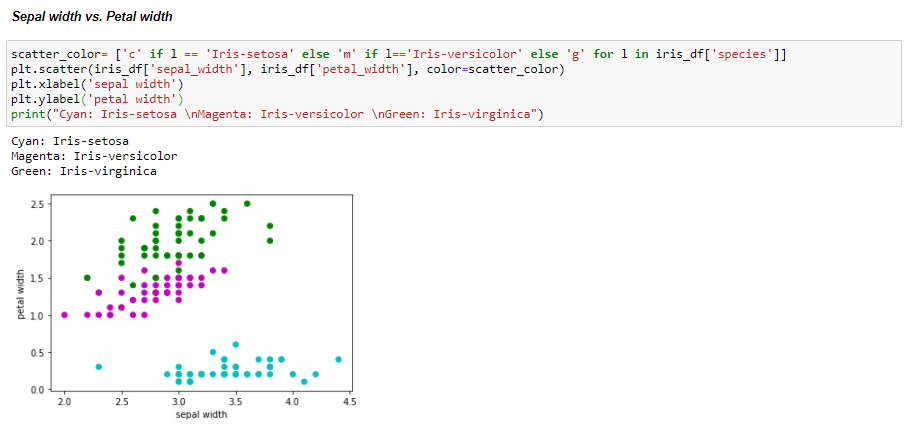 Sepal width vs. Petal width
scatter_color= ['c' if l == 'Iris-setosa' else 'm' if l=='Iris-versicolor' else 'g' for l in iris_df['species']]
plt.scatter(iris_df['sepal_width'], iris_df['petal_width'], color=scatter_color)
plt.xlabel('sepal width')
plt.ylabel('petal width')
print("Cyan: Iris-setosa \nMagenta: Iris-versicolor \nGreen: Iris-virginica")
Cyan: Iris-setosa
Magenta: Iris-versicolor
Green: Iris-virginica
2.5
2.0
1.5
1.0
0.5
0.0
petal width
2.0 2.5 3.0 3.5 4.0 4.5
sepal width